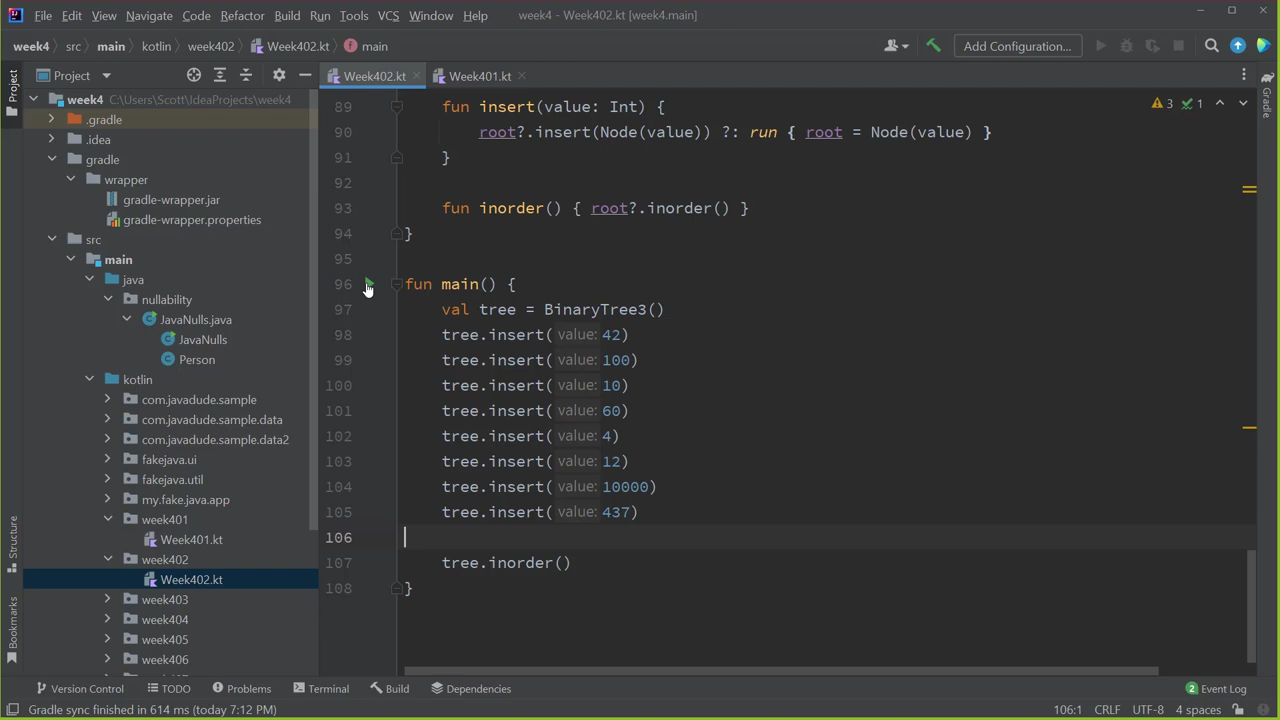 File Edit View Navigate Code Refactor Build Run Tools VCS Window Help week4 - Week402.kt [week4.main]
week4 src main kotlin week402 Week402.kt main Add Configuration...
Project Week402.kt Week401.kt
Project
Gradle
Structure
Bookmarks
week4 C:\Users\Scott\IdeaProjects\week4
.gradle
.idea
gradle
wrapper
gradle-wrapper.jar
gradle-wrapper.properties
src
main
java
nullability
JavaNulls.java
JavaNulls
Person
kotlin
com.javadude.sample
com.javadude.sample.data
com.javadude.sample.data2
fakejava.ui
fakejava.util
my.fake.java.app
week401
Week401.kt
week402
Week402.kt
week403
week404
week405
week406
3 1
89 fun insert(value: Int) {
90 root?.insert(Node(value)) ?: run { root = Node(value) }
91 }
92
93 fun inorder() { root?.inorder() }
94 }
95
96 fun main() {
97 val tree = BinaryTree3()
98 tree.insert( value: 42)
99 tree.insert( value: 100)
100 tree.insert( value: 10)
101 tree.insert( value: 60)
102 tree.insert( value: 4)
103 tree.insert( value: 12)
104 tree.insert( value: 10000)
105 tree.insert( value: 437)
106
107 tree.inorder()
108 }
Version Control TODO Problems Terminal Build Dependencies 2 Event Log
Gradle sync finished in 614 ms (today 7:12 PM) 106:1 CRLF UTF-8 4 spaces